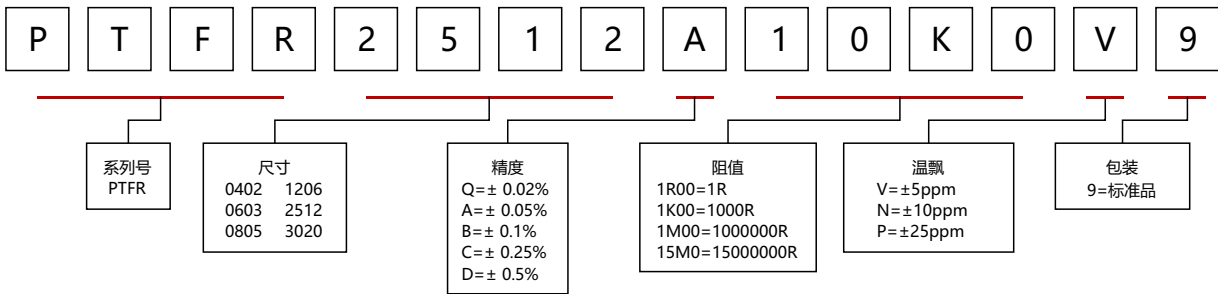 P T F R 2 5 1 2 A 1 0 K 0 V 9
系列号
PTFR
尺寸
0402 1206
0603 2512
0805 3020
精度
Q=± 0.02%
A=± 0.05%
B=± 0.1%
C=± 0.25%
D=± 0.5%
阻值
1R00=1R
1K00=1000R
1M00=1000000R
15M0=15000000R
温飘
V=±5ppm
N=±10ppm
P=±25ppm
包装
9=标准品